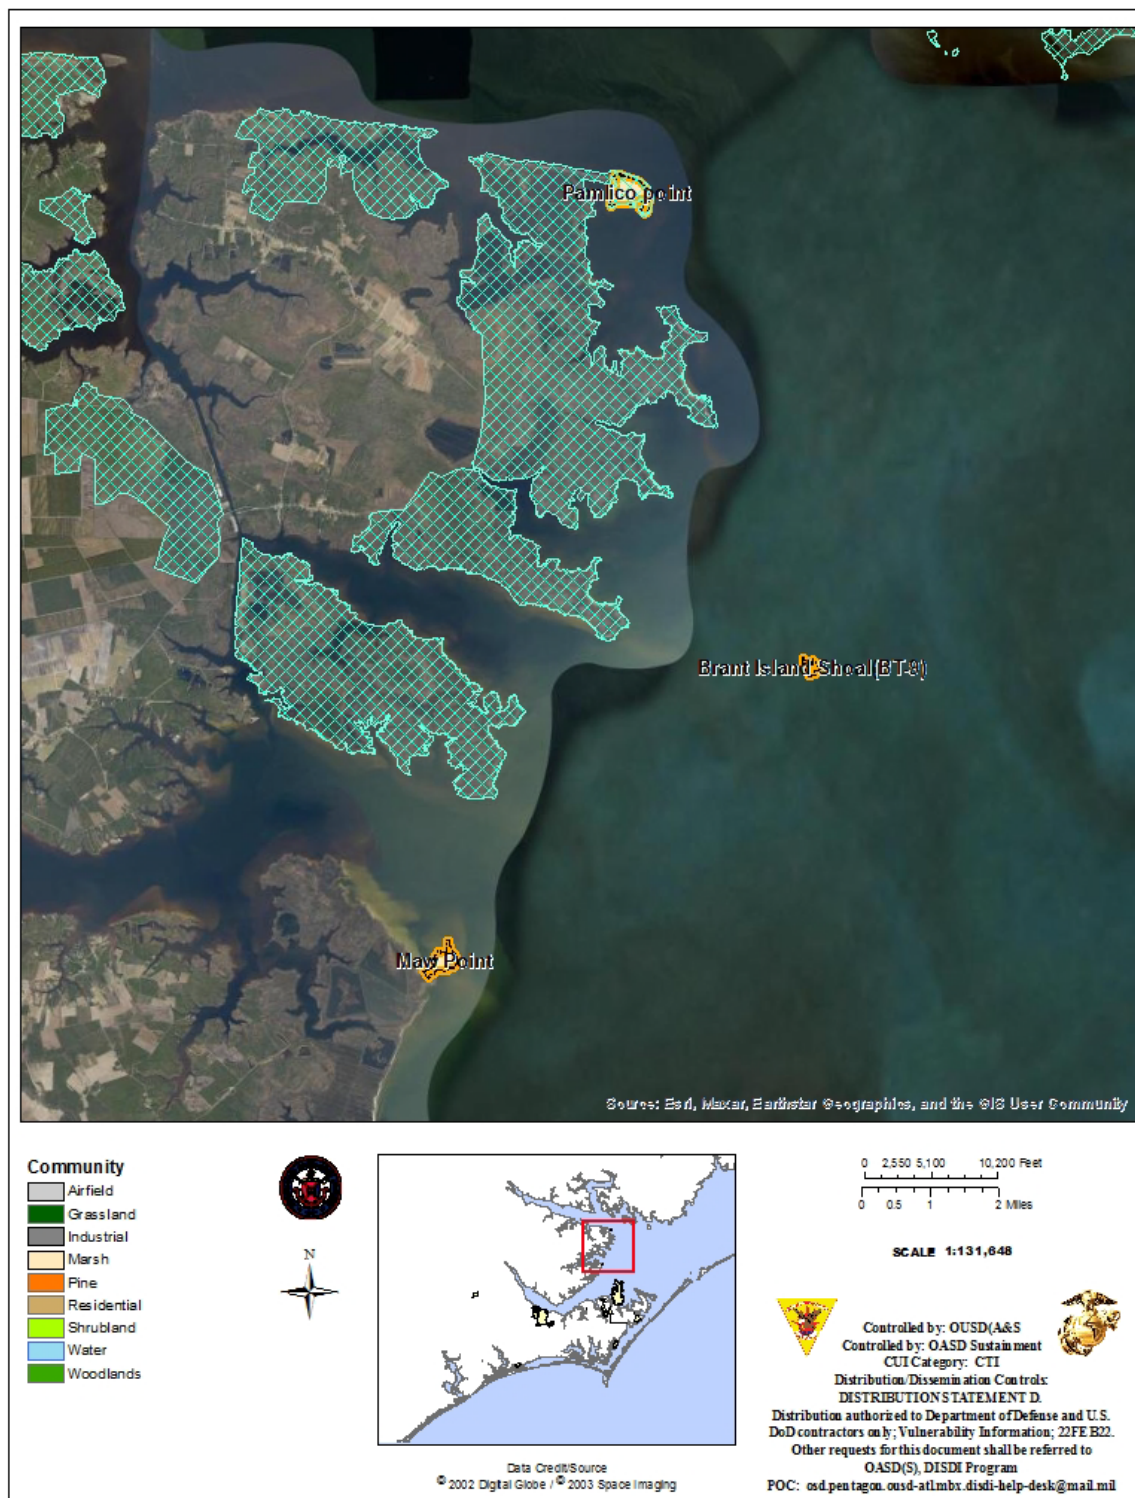 Pamlico point
Brant Island Shoal(BT-9)
Maw Point
Source: Esri, Maxar, Earthstar Geographics, and the GIS User Community
Community
Airfield
Grassland
Industrial
Marsh
Pine
Residential
Shrubland
Water
Woodlands
N
Data Credit/Source
© 2002 Digital Globe / © 2003 Space Imaging
0 2,550 5,100 10,200 Feet
0 0.5 1 2 Miles
SCALE 1:131,648
Controlled by: OUSD(A&S
Controlled by: OASD Sustainment
CUI Category: CTI
Distribution/Dissemination Controls:
DISTRIBUTION STATEMENT D.
Distribution authorized to Department of Defense and U.S.
DoD contractors only; Vulnerability Information; 22FEB22.
Other requests for this document shall be referred to
OASD(S), DISDI Program
POC: osd.pentagon.ousd-atl.mbx.disdi-help-desk@mail.mil